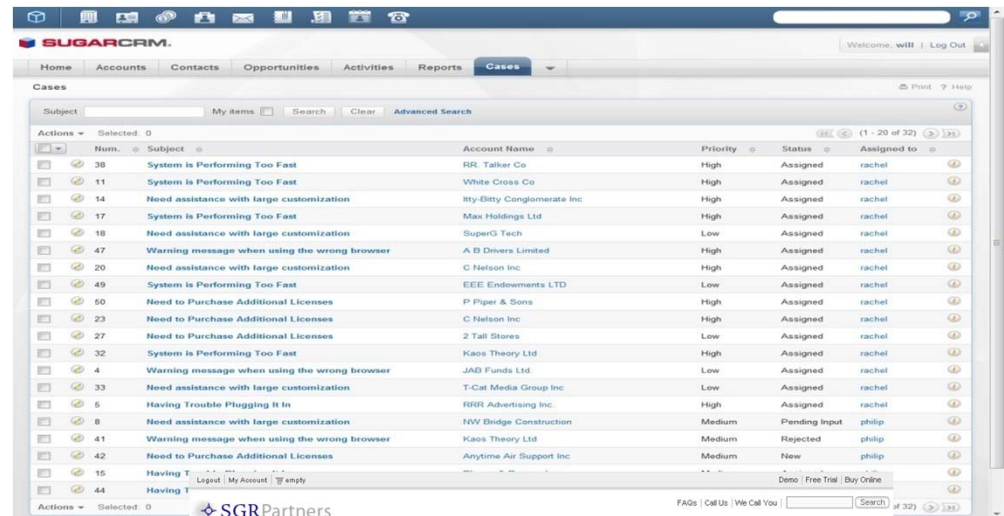 SUGARCRM.
Welcome, will | Log Out
Home Accounts Contacts Opportunities Activities Reports Cases
Cases Print ? Help
Subject My items Search Clear Advanced Search
Actions Selected: 0 (1 - 20 of 32)
Num. Subject Account Name Priority Status Assigned to
38 System is Performing Too Fast RR. Talker Co High Assigned rachel
11 System is Performing Too Fast White Cross Co High Assigned rachel
14 Need assistance with large customization Itty-Bitty Conglomerate Inc High Assigned rachel
17 System is Performing Too Fast Max Holdings Ltd High Assigned rachel
18 Need assistance with large customization SuperG Tech Low Assigned rachel
47 Warning message when using the wrong browser A B Drivers Limited High Assigned rachel
20 Need assistance with large customization C Nelson Inc High Assigned rachel
49 System is Performing Too Fast EEE Endowments LTD Low Assigned rachel
50 Need to Purchase Additional Licenses P Piper & Sons High Assigned rachel
23 Need to Purchase Additional Licenses C Nelson Inc High Assigned rachel
27 Need to Purchase Additional Licenses 2 Tall Stores Low Assigned rachel
32 System is Performing Too Fast Kaos Theory Ltd High Assigned rachel
4 Warning message when using the wrong browser JAB Funds Ltd. Low Assigned rachel
33 Need assistance with large customization T-Cat Media Group Inc Low Assigned rachel
5 Having Trouble Plugging It In RRR Advertising Inc. High Assigned rachel
8 Need assistance with large customization NW Bridge Construction Medium Pending Input philip
41 Warning message when using the wrong browser Kaos Theory Ltd Medium Rejected philip
42 Need to Purchase Additional Licenses Anytime Air Support Inc Medium New philip
15 Having
Logout | My Account | empty Demo | Free Trial | Buy Online
44 Having
Actions Selected: 0 SGRPartners FAQs | Call Us | We Call You | Search of 32)